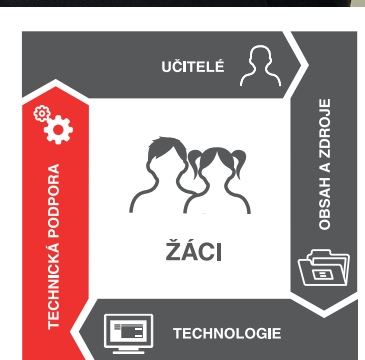 UČITELÉ
OBSAH A ZDROJE
TECHNICKÁ PODPORA
ŽÁCI
TECHNOLOGIE